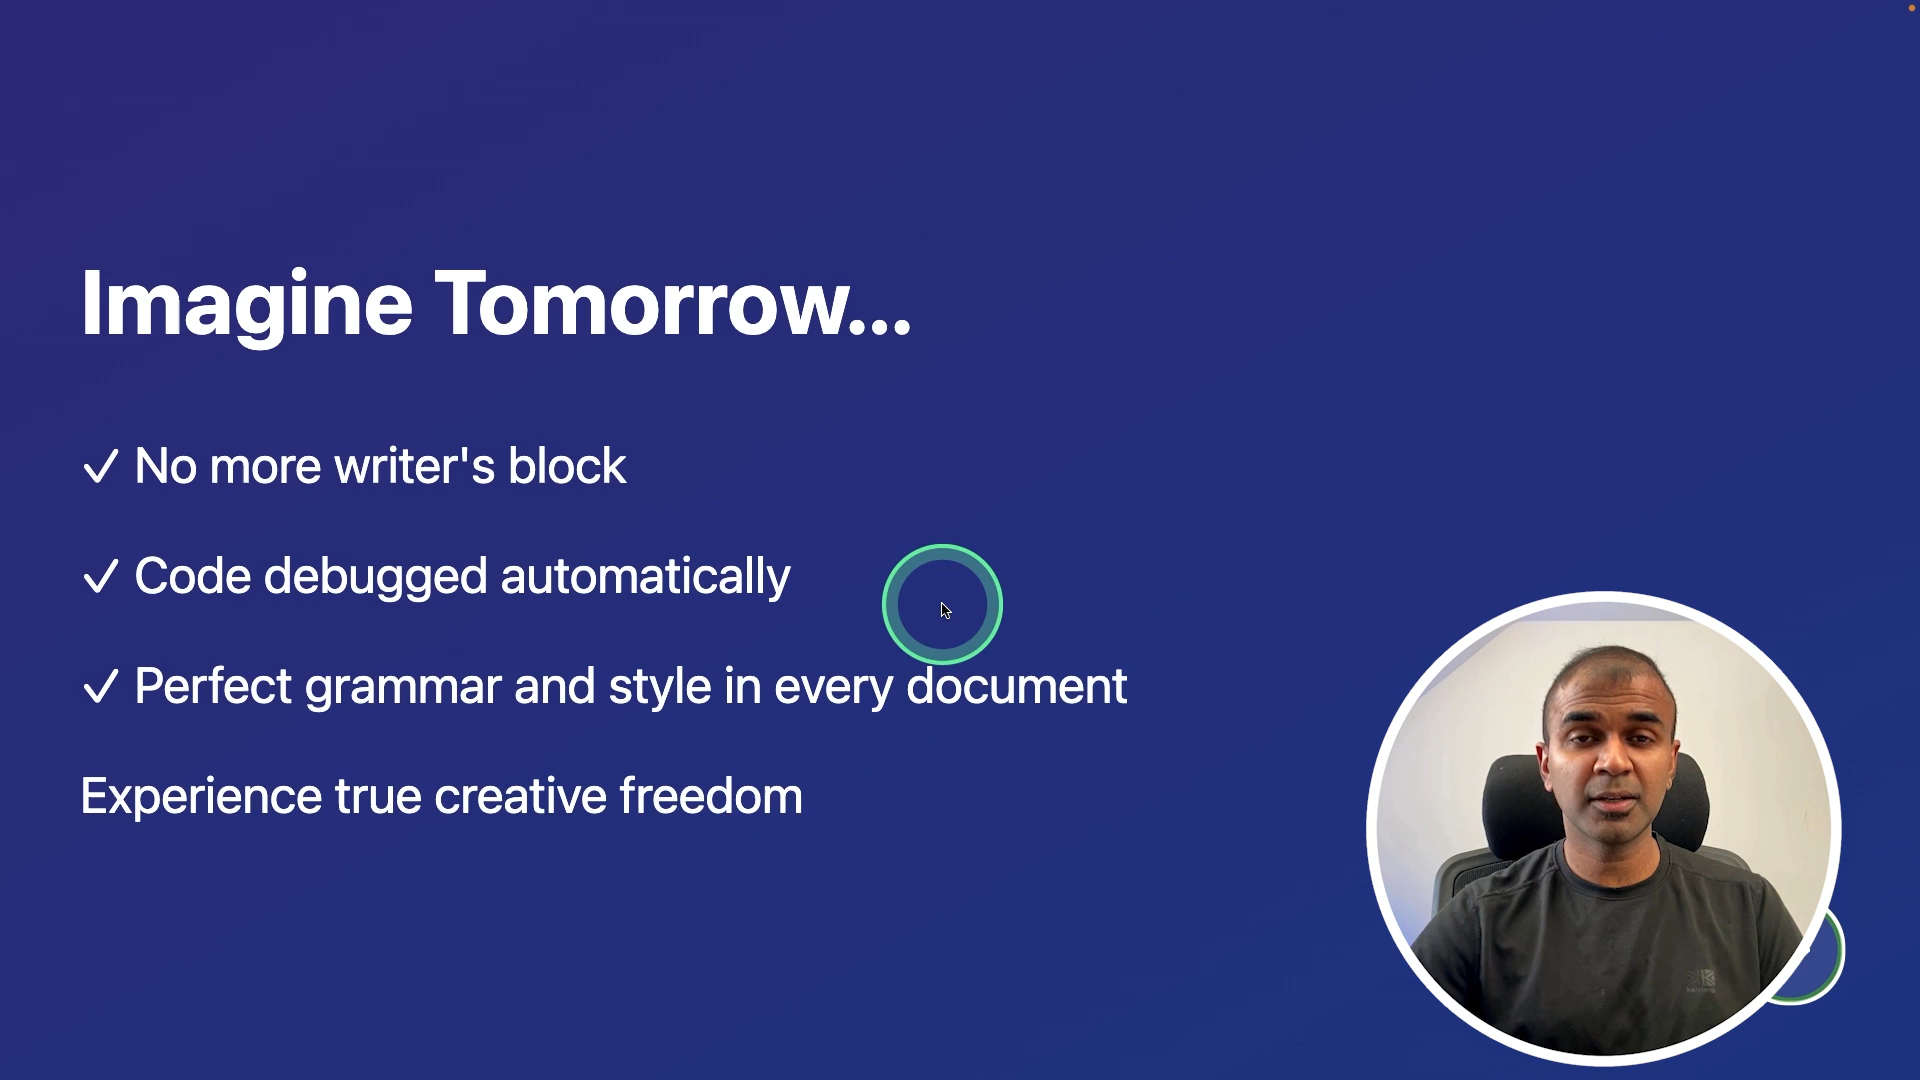 Imagine Tomorrow...
✓ No more writer's block
✓ Code debugged automatically
✓ Perfect grammar and style in every document
Experience true creative freedom